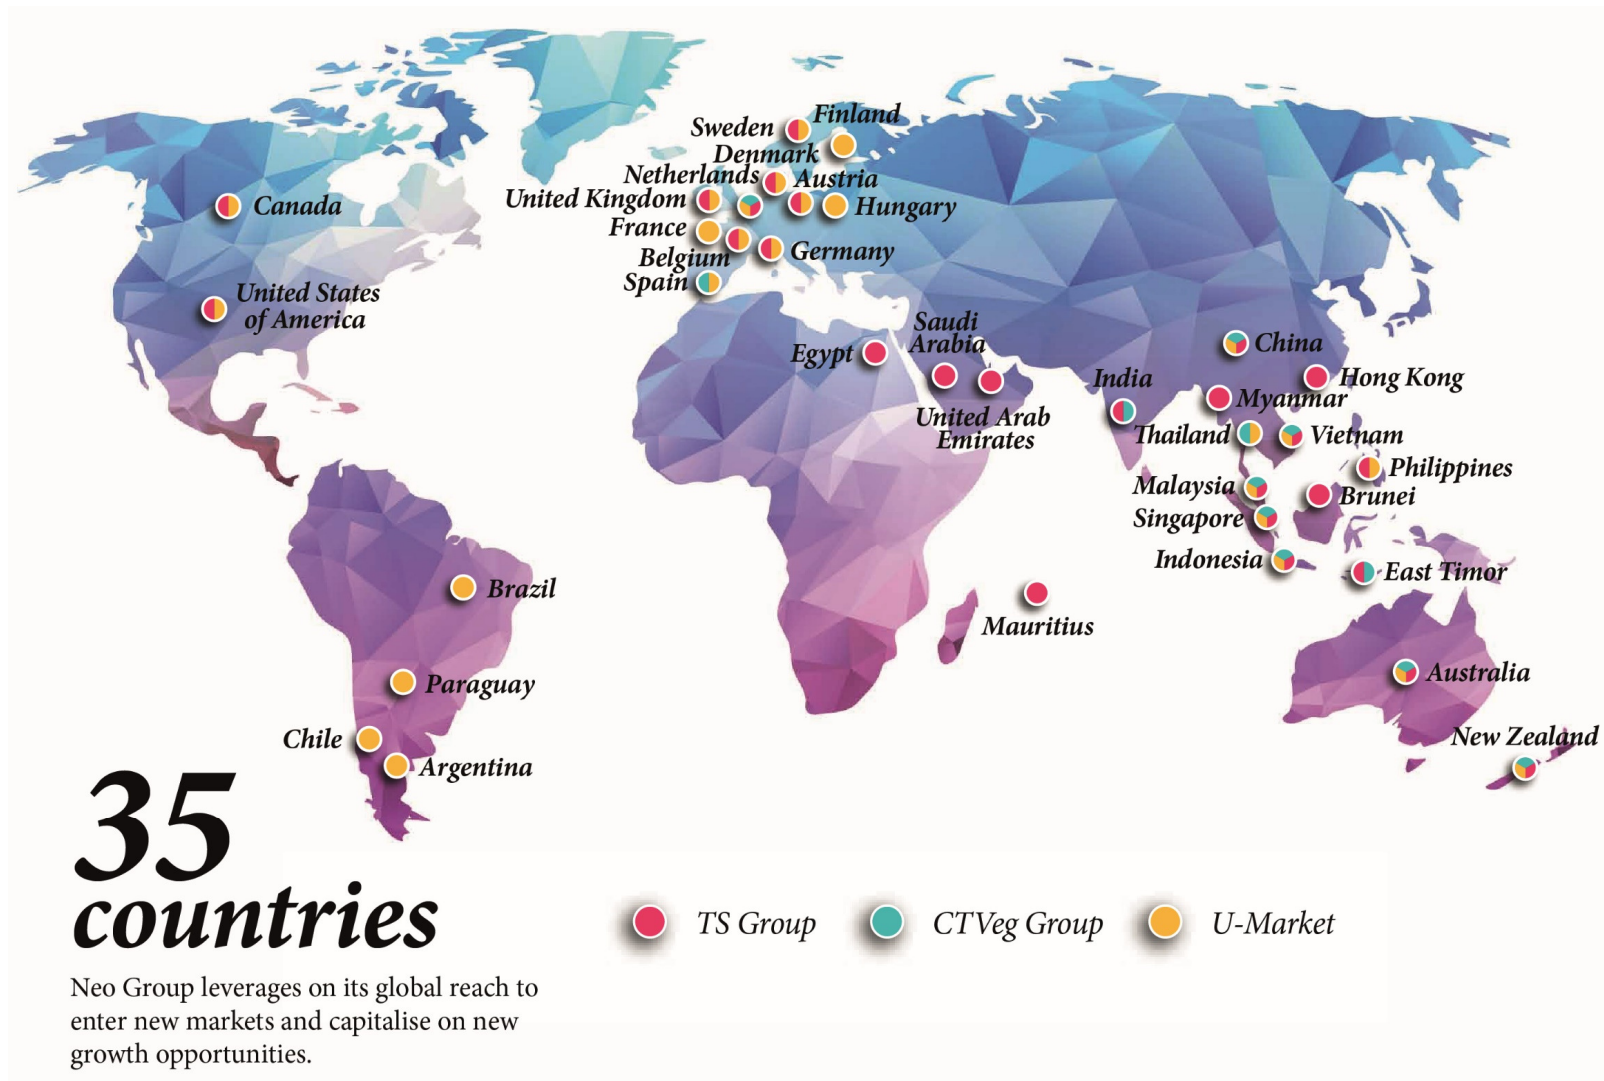 Finland
Sweden
Denmark
Netherlands
Austria
United Kingdom
Canada
Hungary
France
Belgium
Germany
Spain
United States
of America
Saudi
Arabia
Egypt
China
India
Hong Kong
Myanmar
United Arab
Emirates
Thailand
Vietnam
Philippines
Malaysia
Brunei
Singapore
Indonesia
East Timor
Brazil
Mauritius
Australia
Paraguay
Chile
New Zealand
Argentina
35
countries
Neo Group leverages on its global reach to
enter new markets and capitalise on new
growth opportunities.
TS Group
CTVeg Group
U-Market